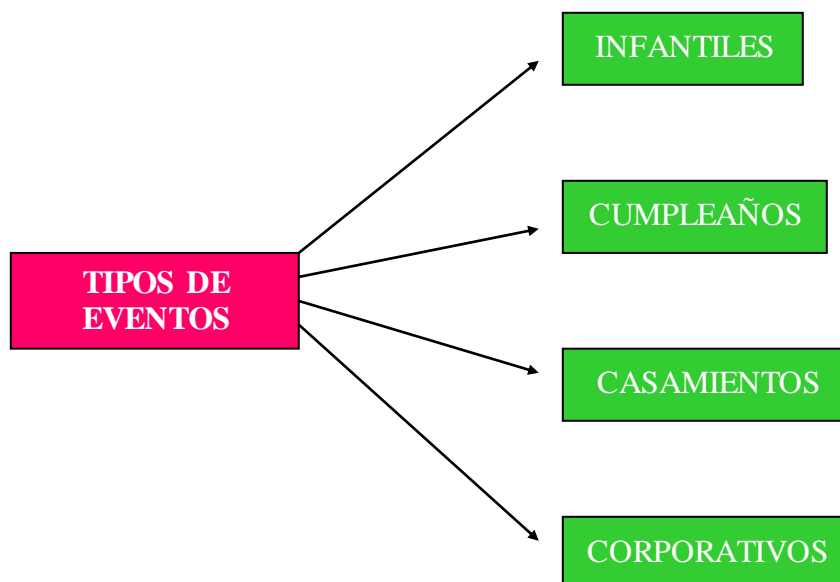 INFANTILES
CUMPLEAÑOS
TIPOS DE
EVENTOS
CASAMIENTOS
CORPORATIVOS